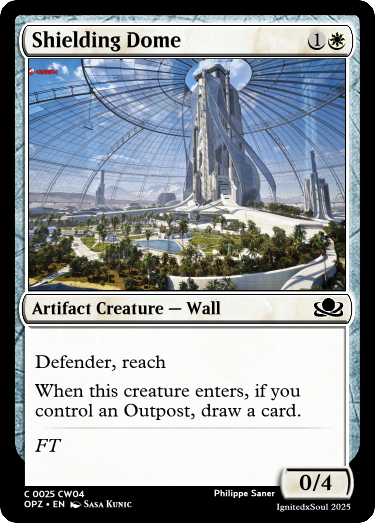 Shielding Dome 1
Artifact Creature — Wall
Defender, reach
When this creature enters, if you
control an Outpost, draw a card.
FT
0/4
C 0025 CW04
OPZ • EN Sasa Kunic
Philippe Saner
IgnitedxSoul 2025